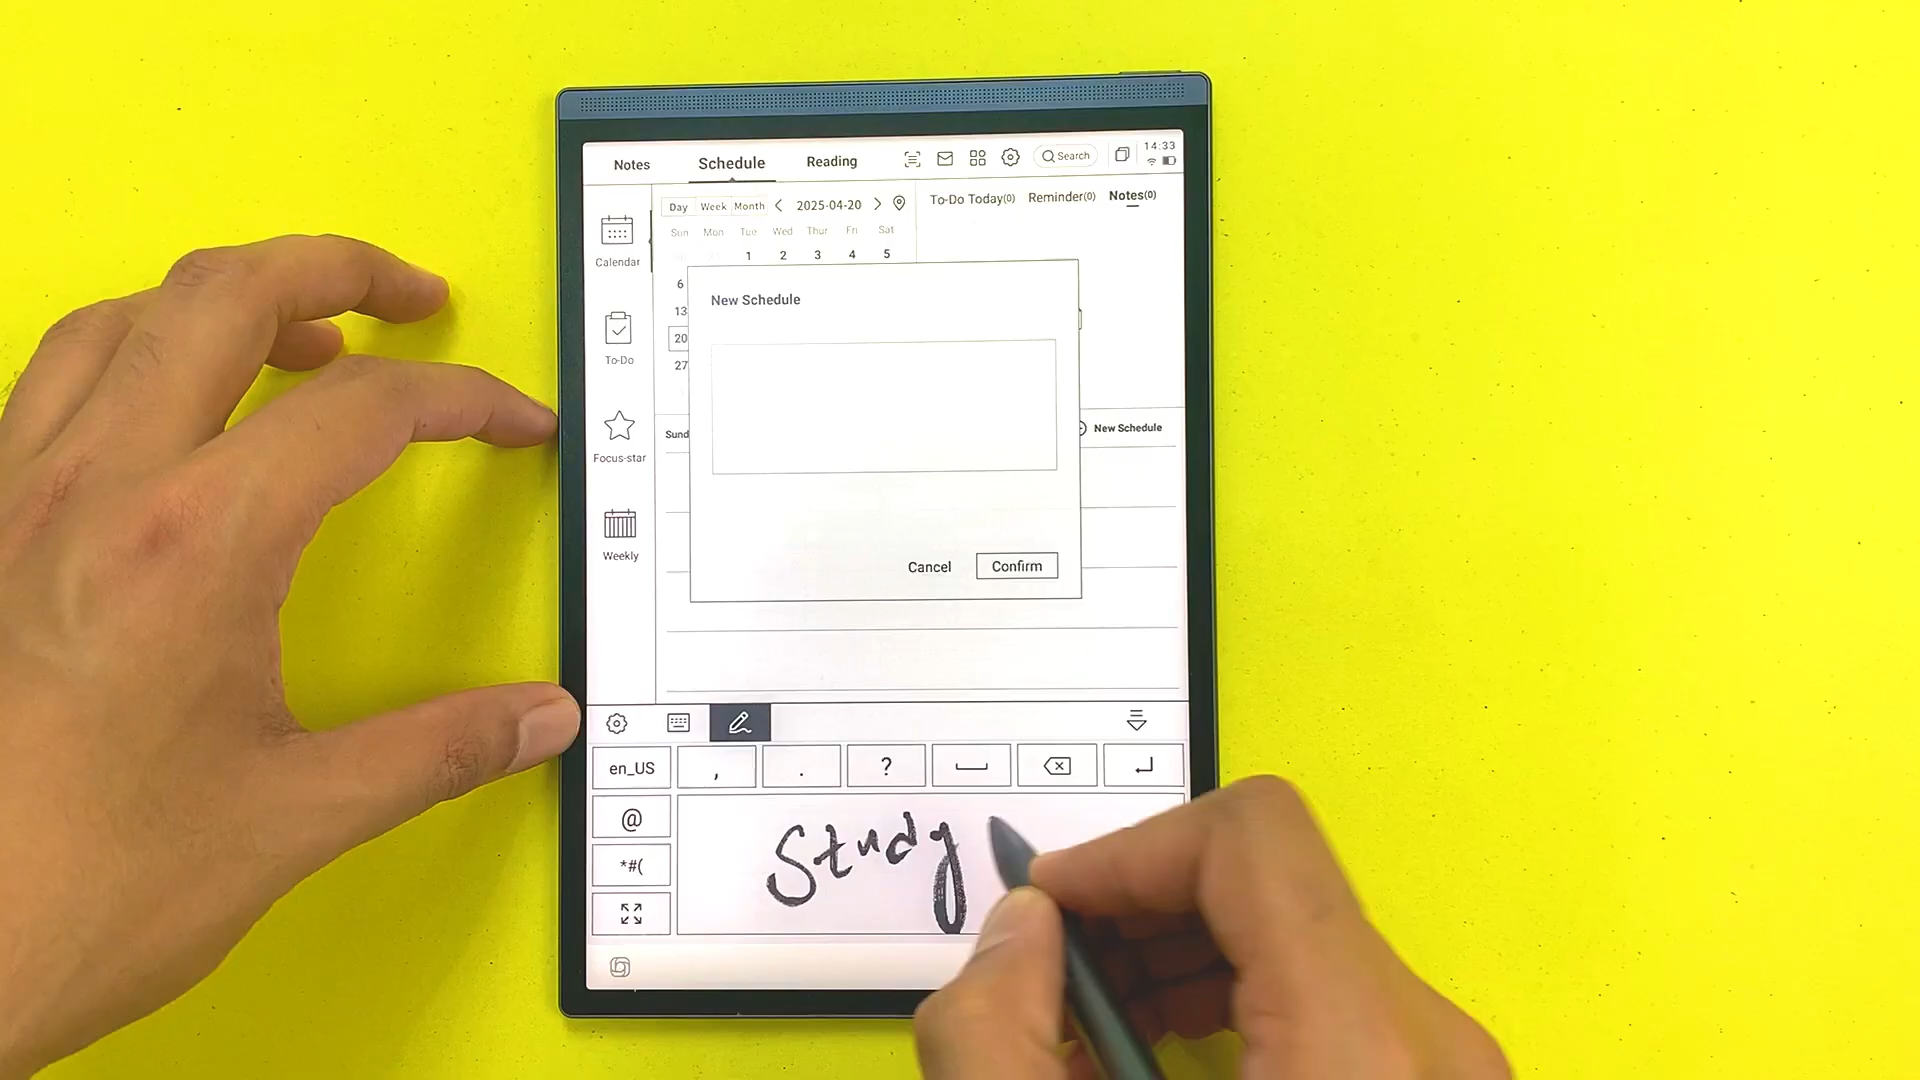 Notes Schedule Reading Search 14:33
Day Week Month 2025-04-20 To-Do Today(0) Reminder(0) Notes(0)
Sun Mon Tue Wed Thur Fri Sat
Calendar
1 2 3 4 5
6
13
20
27
New Schedule
To-Do
Focus-star
Sund
New Schedule
Weekly
Cancel Confirm
en_US , . ?
@
*#(
Study